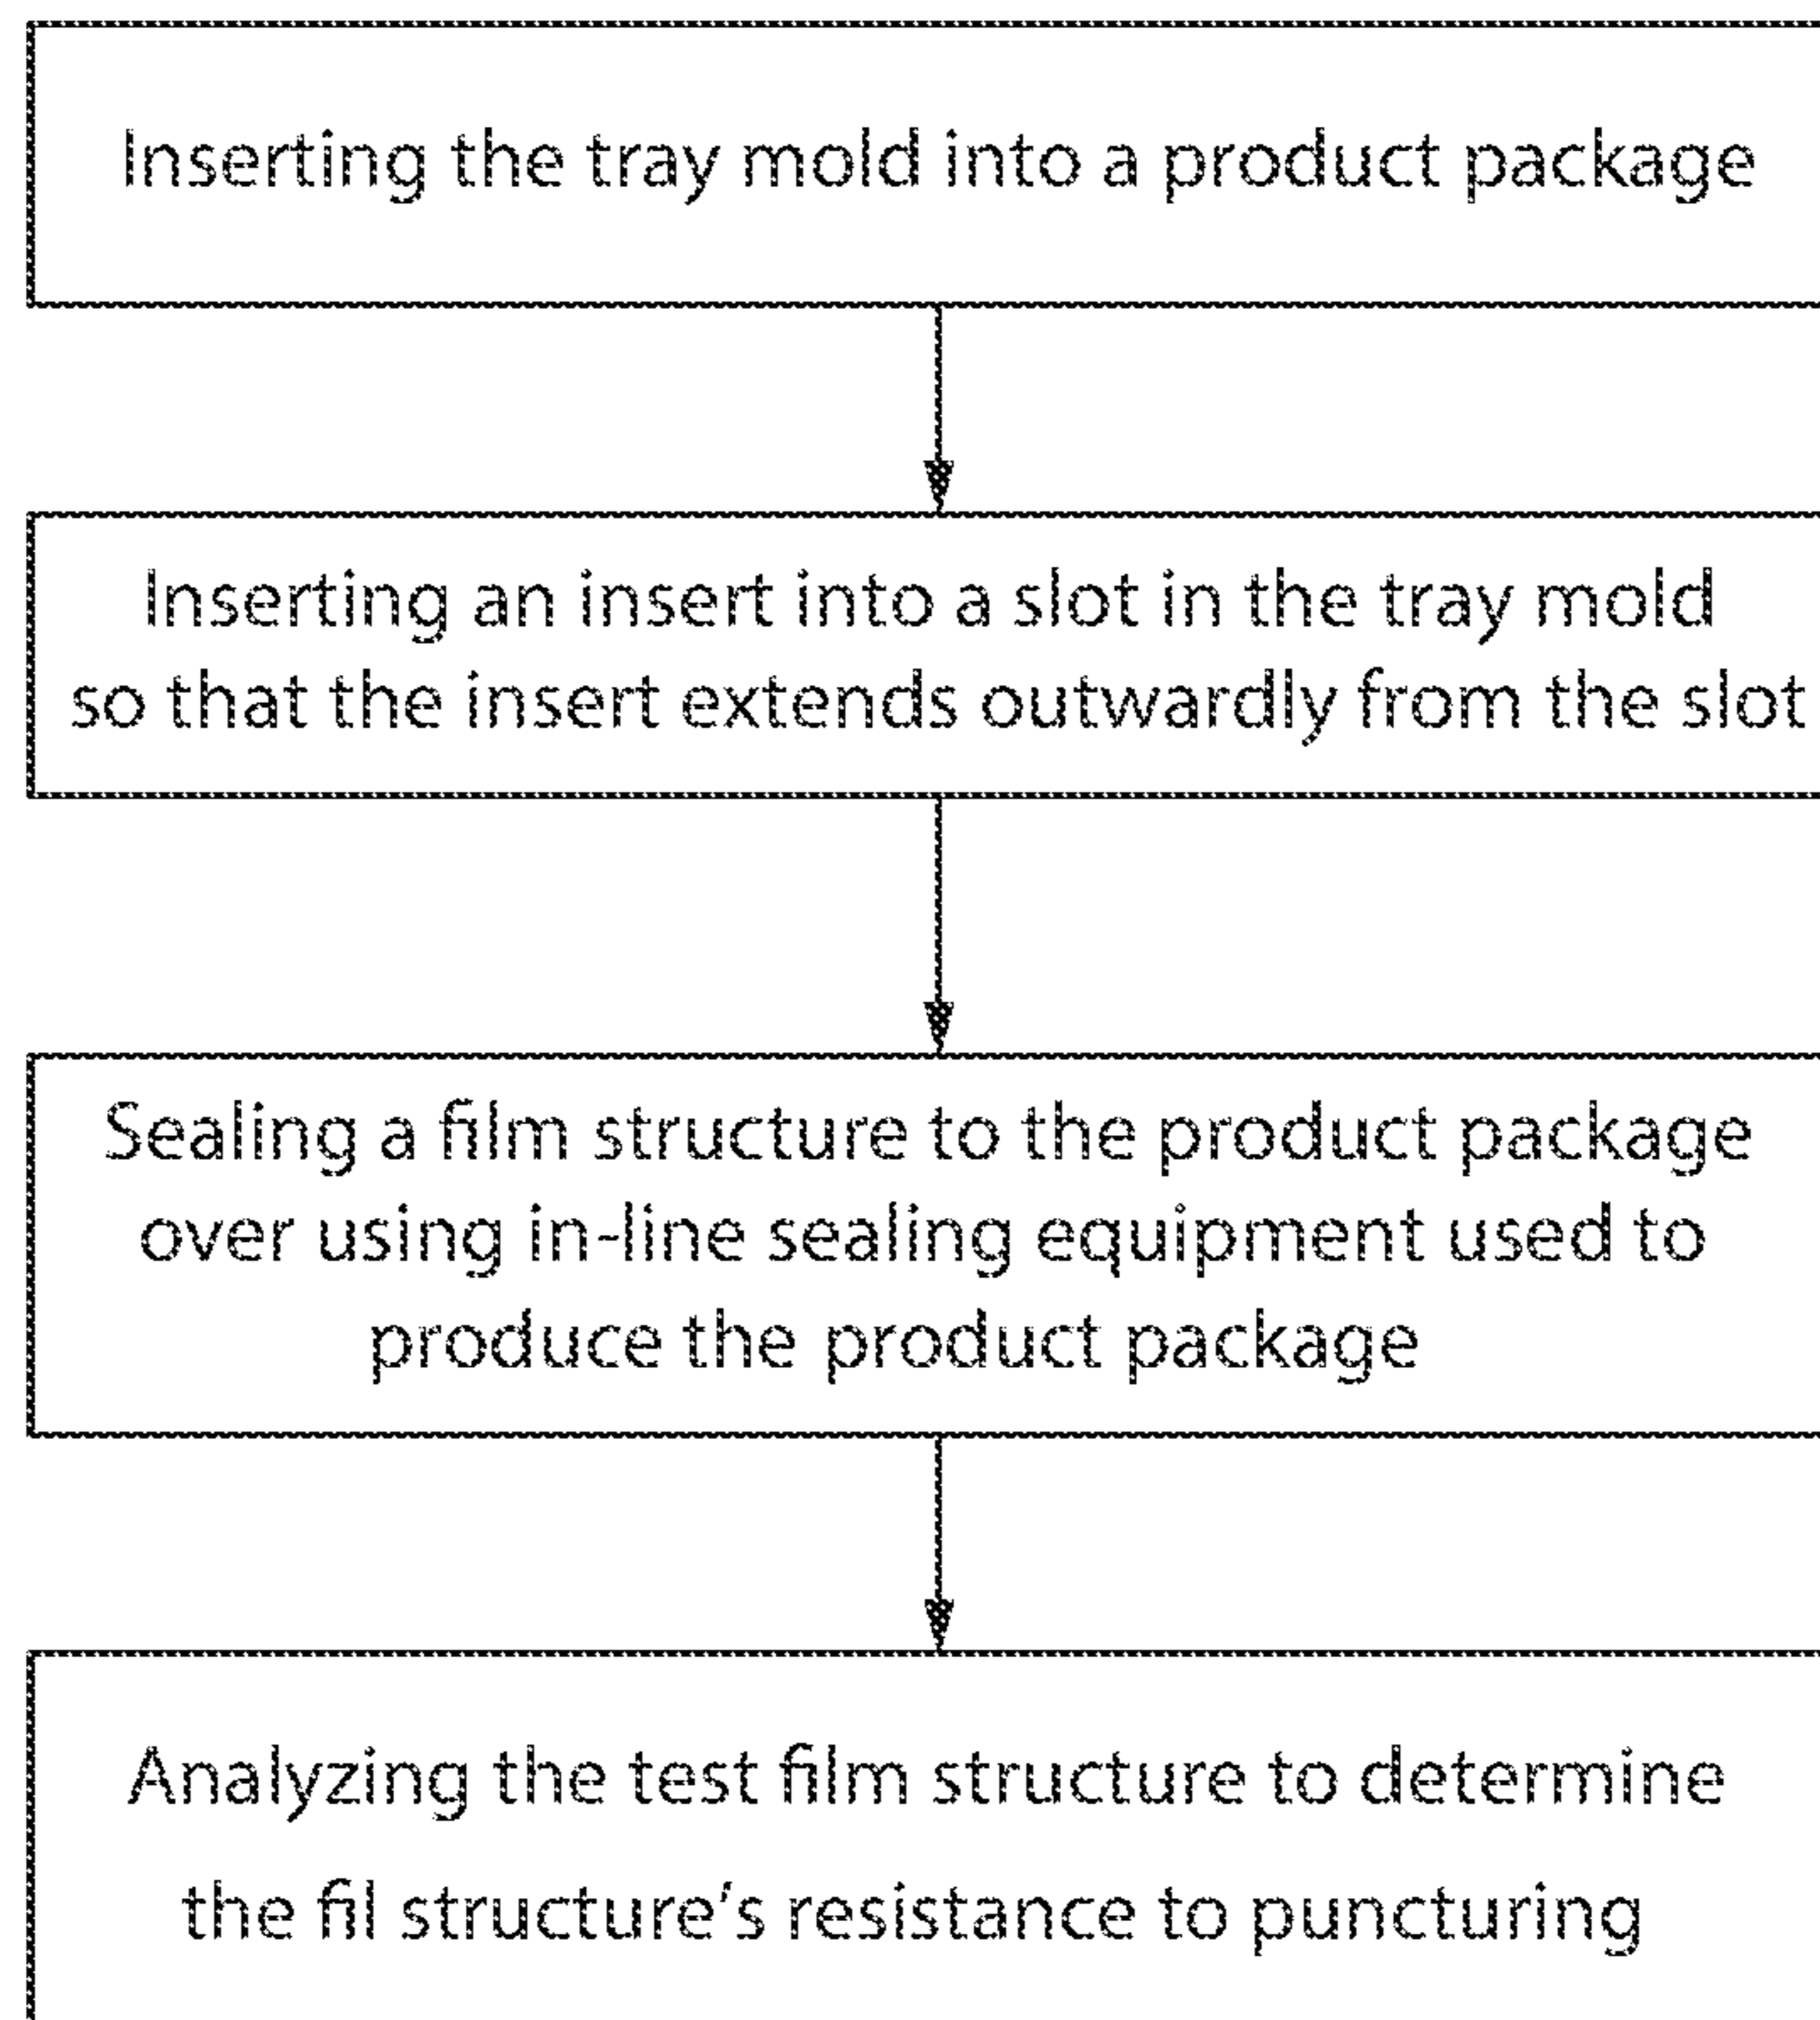 Inserting the tray mold into a product package
Inserting an insert into a slot in the tray mold
so that the insert extends outwardly from the slot
Sealing a film structure to the product package
over using in-line sealing equipment used to
produce the product package
Analyzing the test film structure to determine
the fil structure's resistance to puncturing